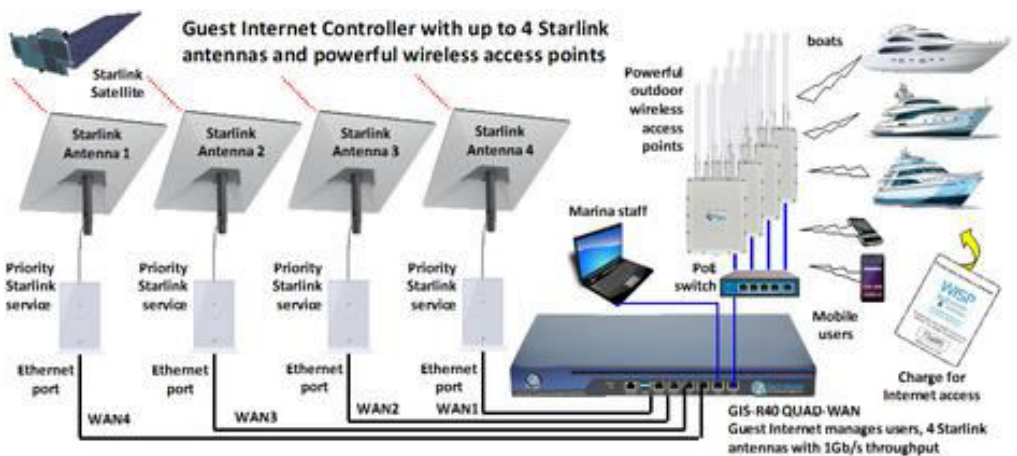 Guest Internet Controller with up to 4 Starlink
antennas and powerful wireless access points
Starlink
Satellite
Starlink
Antenna 1
Starlink
Antenna 2
Starlink
Antenna 3
Starlink
Antenna 4
Powerful
outdoor
wireless
access
points
boats
Marina staff
PoE
switch
Mobile
users
Priority
Starlink
service
Priority
Starlink
service
Priority
Starlink
service
Priority
Starlink
service
Ethernet
port
Ethernet
port
Ethernet
port
Ethernet
port
WAN4
WAN3
WAN2
WAN1
WISP
Charge for
Internet access
GIS-R40 QUAD-WAN
Guest Internet manages users, 4 Starlink
antennas with 1Gb/s throughput